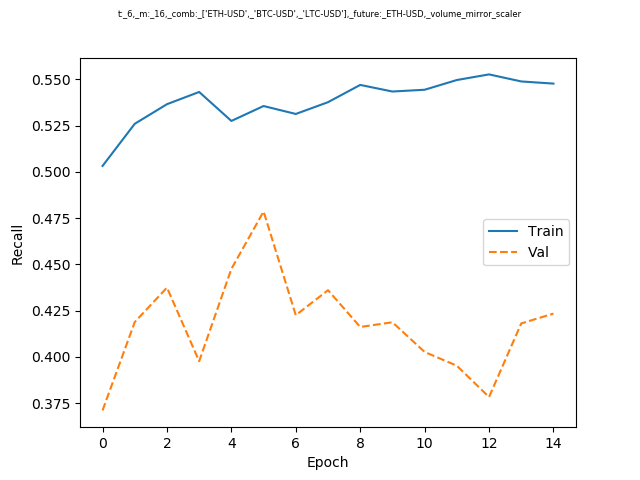 t:_6,_m:_16,_comb:_['ETH-USD',_'BTC-USD',_'LTC-USD'],_future:_ETH-USD,_volume_mirror_scaler
0.550
0.525
0.500
0.475
0.450
0.425
0.400
0.375
Recall
Train
Val
0 2 4 6 8 10 12 14
Epoch